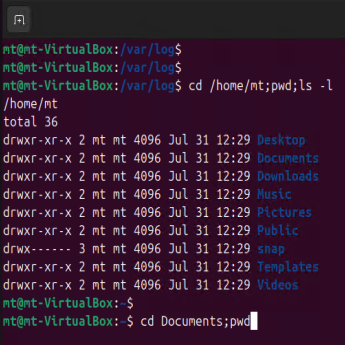 mt@mt-VirtualBox:/var/log$
mt@mt-VirtualBox:/var/log$
mt@mt-VirtualBox:/var/log$ cd /home/mt;pwd;ls -l
/home/mt
total 36
drwxr-xr-x 2 mt mt 4096 Jul 31 12:29 Desktop
drwxr-xr-x 2 mt mt 4096 Jul 31 12:29 Documents
drwxr-xr-x 2 mt mt 4096 Jul 31 12:29 Downloads
drwxr-xr-x 2 mt mt 4096 Jul 31 12:29 Music
drwxr-xr-x 2 mt mt 4096 Jul 31 12:29 Pictures
drwxr-xr-x 2 mt mt 4096 Jul 31 12:29 Public
drwx------ 3 mt mt 4096 Jul 31 12:29 snap
drwxr-xr-x 2 mt mt 4096 Jul 31 12:29 Templates
drwxr-xr-x 2 mt mt 4096 Jul 31 12:29 Videos
mt@mt-VirtualBox:~$
mt@mt-VirtualBox:~$ cd Documents;pwd